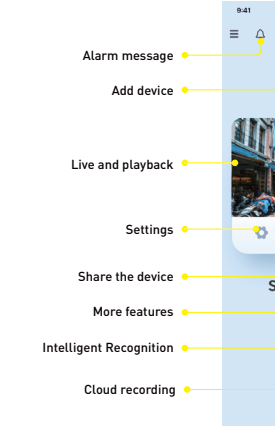 9:41
Alarm message
Add device
Live and playback
Settings
Share the device
S
More features
Intelligent Recognition
Cloud recording